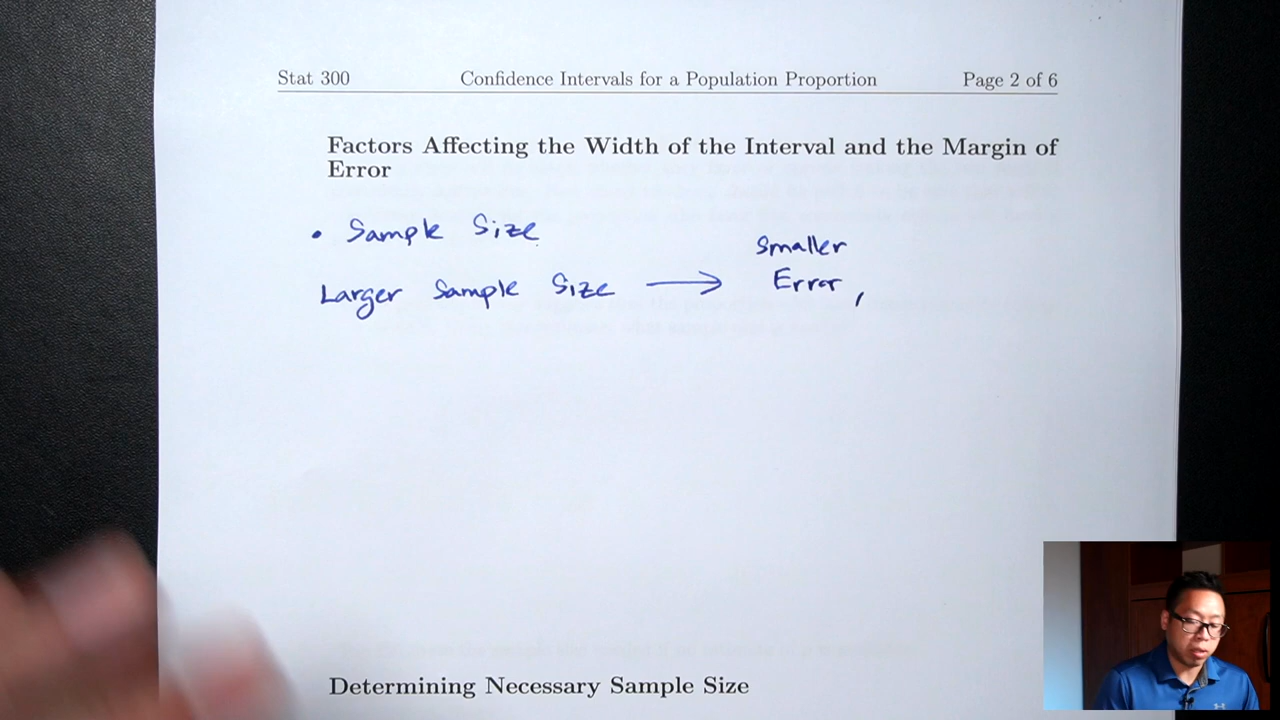 Stat 300 Confidence Intervals for a Population Proportion Page 2 of 6
Factors Affecting the Width of the Interval and the Margin of
Error
• Sample Size
Larger Sample Size → Smaller Error,
Determining Necessary Sample Size